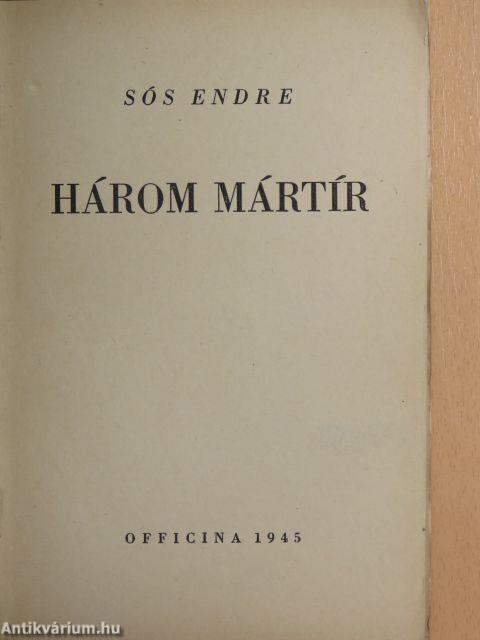 SÓS ENDRE
HÁROM MÁRTÍR
OFFICINA 1945
Antikvárium.hu